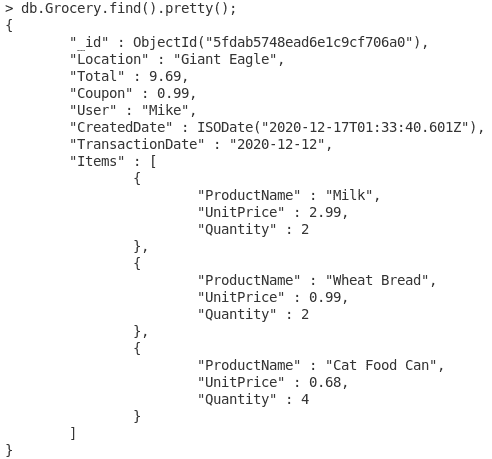 > db.Grocery.find().pretty();
{
        "_id" : ObjectId("5fdab5748ead6e1c9cf706a0"),
        "Location" : "Giant Eagle",
        "Total" : 9.69,
        "Coupon" : 0.99,
        "User" : "Mike",
        "CreatedDate" : ISODate("2020-12-17T01:33:40.601Z"),
        "TransactionDate" : "2020-12-12",
        "Items" : [
                {
                        "ProductName" : "Milk",
                        "UnitPrice" : 2.99,
                        "Quantity" : 2
                },
                {
                        "ProductName" : "Wheat Bread",
                        "UnitPrice" : 0.99,
                        "Quantity" : 2
                },
                {
                        "ProductName" : "Cat Food Can",
                        "UnitPrice" : 0.68,
                        "Quantity" : 4
                }
        ]
}